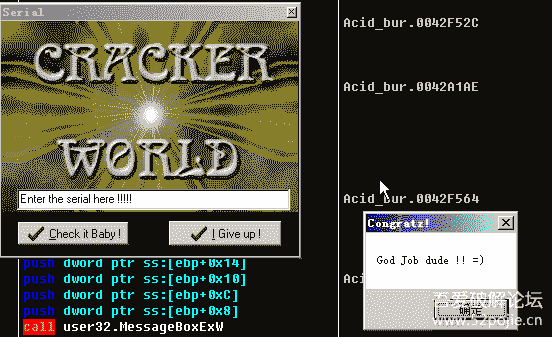 Serial
CRACKER
WORLD
Enter the serial here !!!!!
Check it Baby !
I Give up !
push dword ptr ss:[ebp+0x14]
push dword ptr ss:[ebp+0x10]
push dword ptr ss:[ebp+0xC]
push dword ptr ss:[ebp+0x8]
call user32.MessageBoxExW
Acid_bur.0042F52C
Acid_bur.0042A1AE
Acid_bur.0042F564
Congratz!
God Job dude !! =)
确定
吾爱破解论坛
www.52pojie.cn